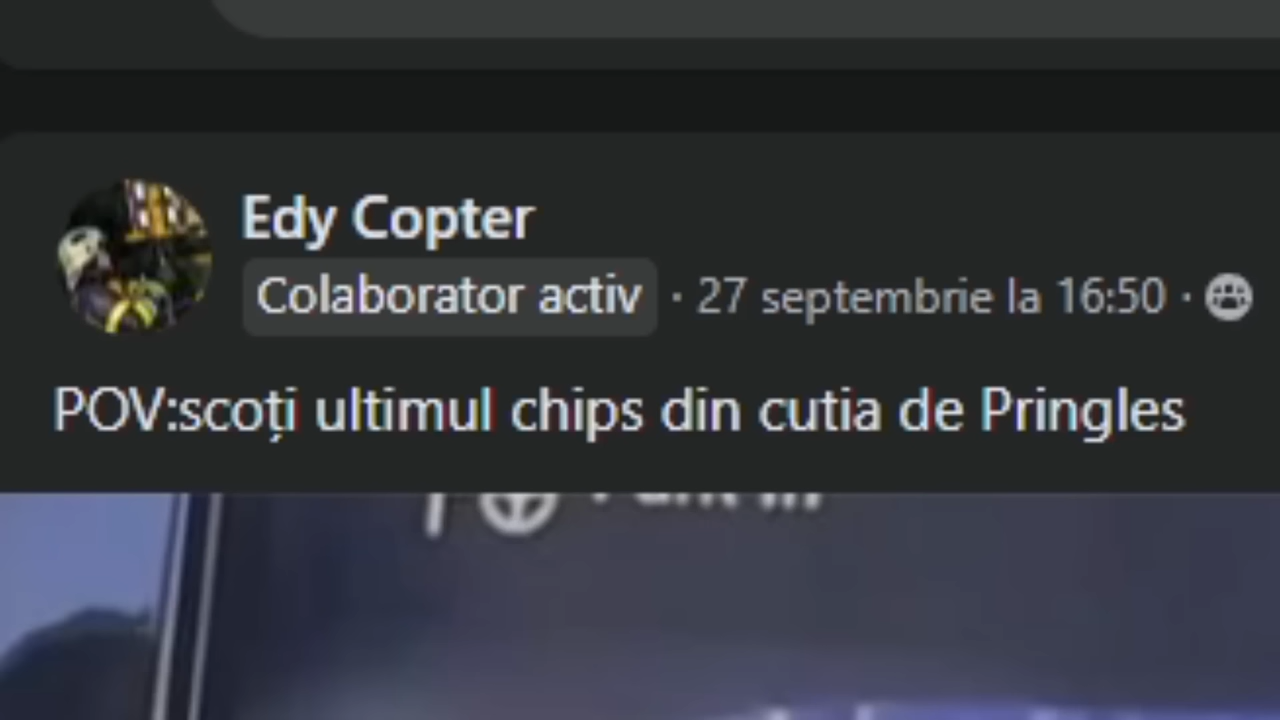 Edy Copter
Colaborator activ · 27 septembrie la 16:50 ·
POV:scoți ultimul chips din cutia de Pringles